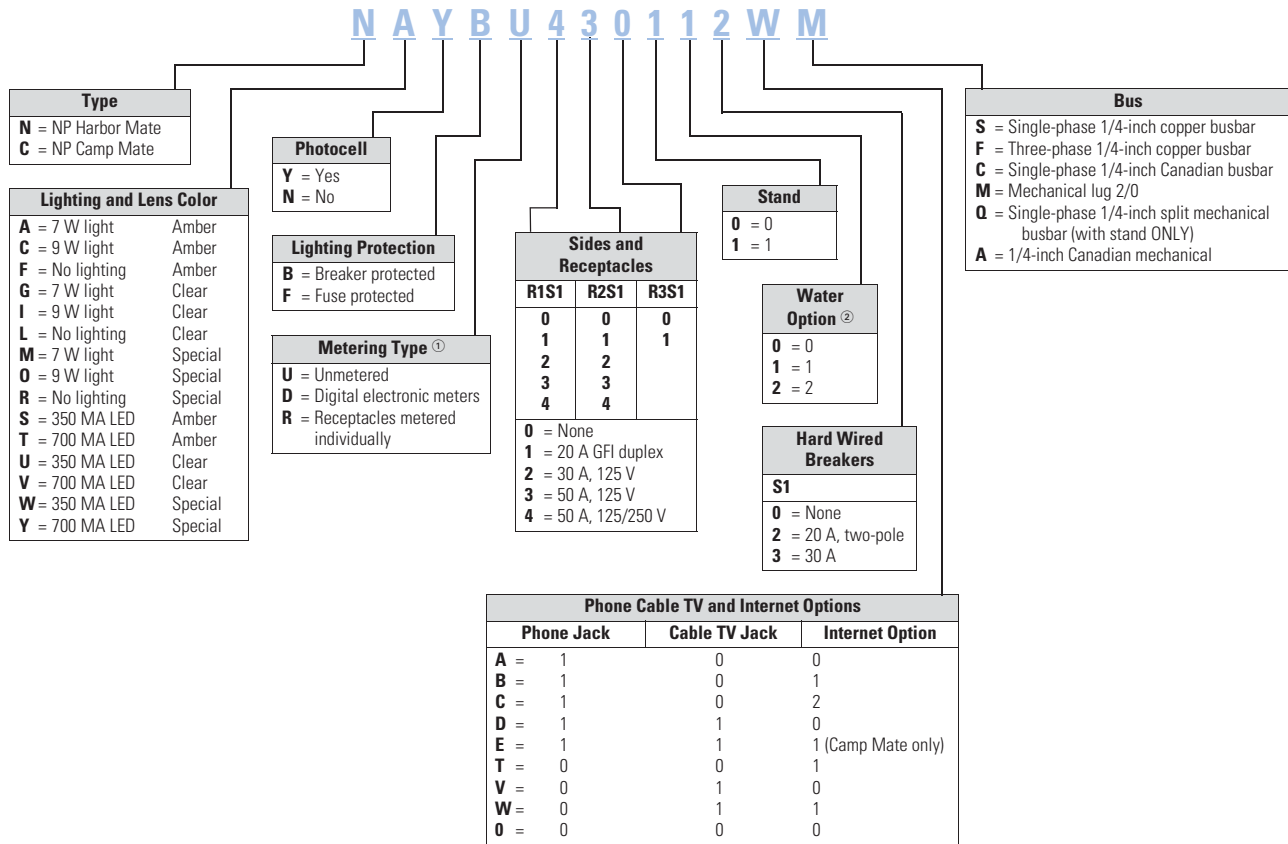 N A Y B U 4 3 0 1 1 2 W M
Type
N = NP Harbor Mate
C = NP Camp Mate
Lighting and Lens Color
A = 7 W light Amber
C = 9 W light Amber
F = No lighting Amber
G = 7 W light Clear
I = 9 W light Clear
L = No lighting Clear
M = 7 W light Special
O = 9 W light Special
R = No lighting Special
S = 350 MA LED Amber
T = 700 MA LED Amber
U = 350 MA LED Clear
V = 700 MA LED Clear
W = 350 MA LED Special
Y = 700 MA LED Special
Photocell
Y = Yes
N = No
Lighting Protection
B = Breaker protected
F = Fuse protected
Metering Type ①
U = Unmetered
D = Digital electronic meters
R = Receptacles metered
individually
Sides and
Receptacles
R1S1 R2S1 R3S1
0 0 0
1 1 1
2 2
3 3
4 4
0 = None
1 = 20 A GFI duplex
2 = 30 A, 125 V
3 = 50 A, 125 V
4 = 50 A, 125/250 V
Stand
0 = 0
1 = 1
Water
Option ②
0 = 0
1 = 1
2 = 2
Hard Wired
Breakers
S1
0 = None
2 = 20 A, two-pole
3 = 30 A
Phone Cable TV and Internet Options
Phone Jack Cable TV Jack Internet Option
A = 1 0 0
B = 1 0 1
C = 1 0 2
D = 1 1 0
E = 1 1 1 (Camp Mate only)
T = 0 0 1
V = 0 1 0
W = 0 1 1
0 = 0 0 0
Bus
S = Single-phase 1/4-inch copper busbar
F = Three-phase 1/4-inch copper busbar
C = Single-phase 1/4-inch Canadian busbar
M = Mechanical lug 2/0
Q = Single-phase 1/4-inch split mechanical
busbar (with stand ONLY)
A = 1/4-inch Canadian mechanical